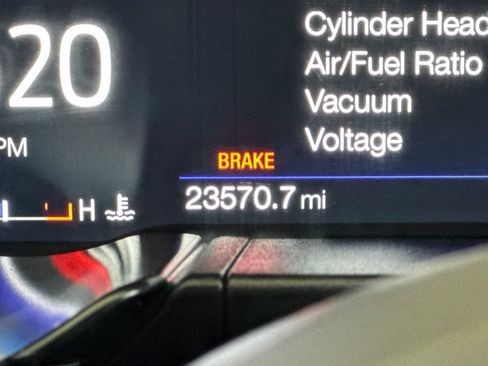 20
PM
H
Cylinder Head
Air/Fuel Ratio
Vacuum
Voltage
BRAKE
23570.7 mi